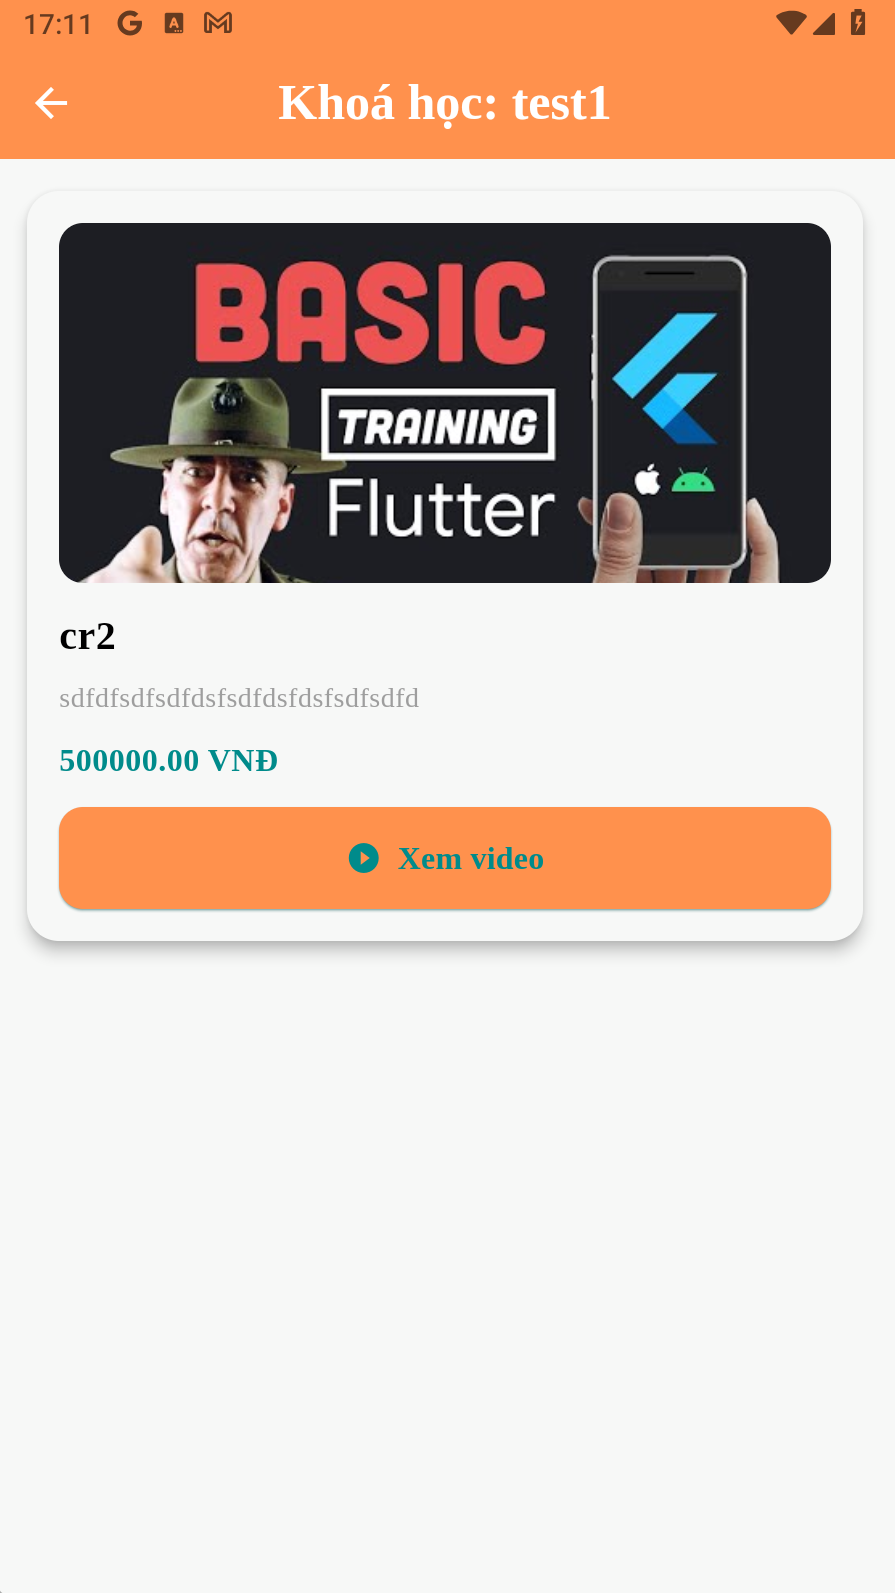 17:11
Khoá học: test1
BASIC
TRAINING
Flutter
cr2
sdfdfsdfsdfdsfsdfdsfdsfsdfsdfd
500000.00 VNĐ
Xem video